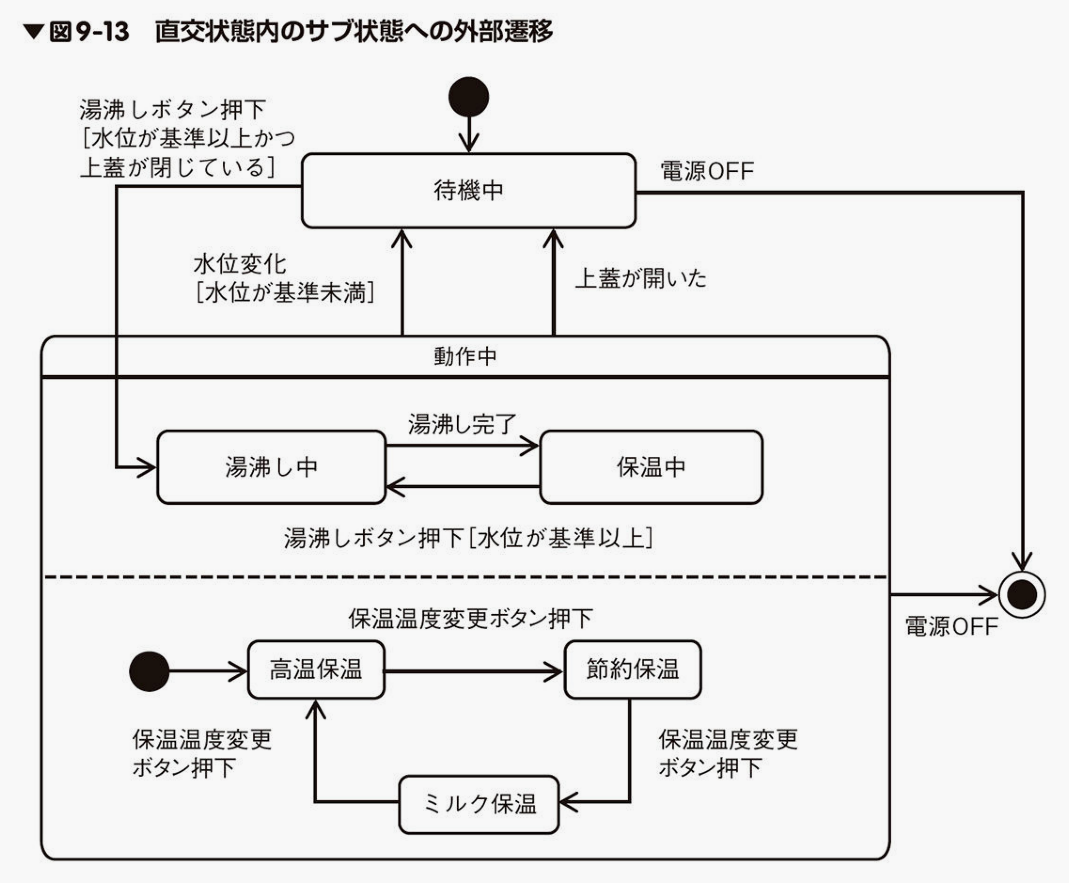 ▼図9-13 直交状態内のサブ状態への外部遷移
湯沸しボタン押下
[水位が基準以上かつ
上蓋が閉じている]
待機中
電源OFF
水位変化
[水位が基準未満]
上蓋が開いた
動作中
湯沸し完了
湯沸し中
保温中
湯沸しボタン押下[水位が基準以上]
保温温度変更ボタン押下
電源OFF
高温保温
節約保温
保温温度変更
ボタン押下
保温温度変更
ボタン押下
ミルク保温